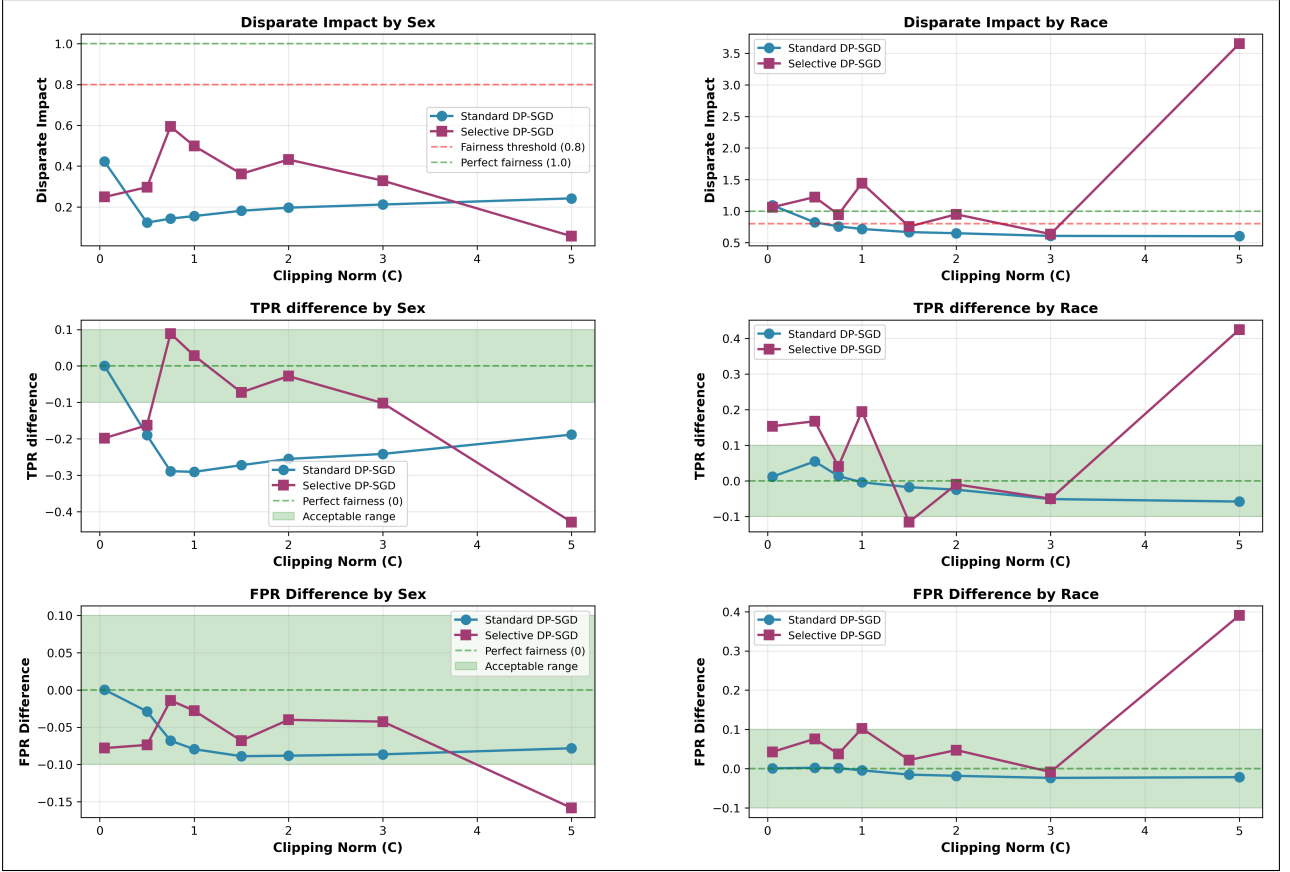 Disparate Impact by Sex
Disparate Impact
1.0
0.8
0.6
0.4
0.2
Standard DP-SGD
Selective DP-SGD
Fairness threshold (0.8)
Perfect fairness (1.0)
0
1
2
3
4
5
Clipping Norm (C)
Disparate Impact by Race
Disparate Impact
3.5
3.0
2.5
2.0
1.5
1.0
0.5
Standard DP-SGD
Selective DP-SGD
0
1
2
3
4
5
Clipping Norm (C)
TPR difference by Sex
TPR difference
0.1
0.0
−0.1
−0.2
−0.3
−0.4
Standard DP-SGD
Selective DP-SGD
Perfect fairness (0)
Acceptable range
0
1
2
3
4
5
Clipping Norm (C)
TPR difference by Race
TPR difference
0.4
0.3
0.2
0.1
0.0
−0.1
Standard DP-SGD
Selective DP-SGD
0
1
2
3
4
5
Clipping Norm (C)
FPR Difference by Sex
FPR Difference
0.10
0.05
0.00
−0.05
−0.10
−0.15
Standard DP-SGD
Selective DP-SGD
Perfect fairness (0)
Acceptable range
0
1
2
3
4
5
Clipping Norm (C)
FPR Difference by Race
FPR Difference
0.4
0.3
0.2
0.1
0.0
−0.1
Standard DP-SGD
Selective DP-SGD
0
1
2
3
4
5
Clipping Norm (C)